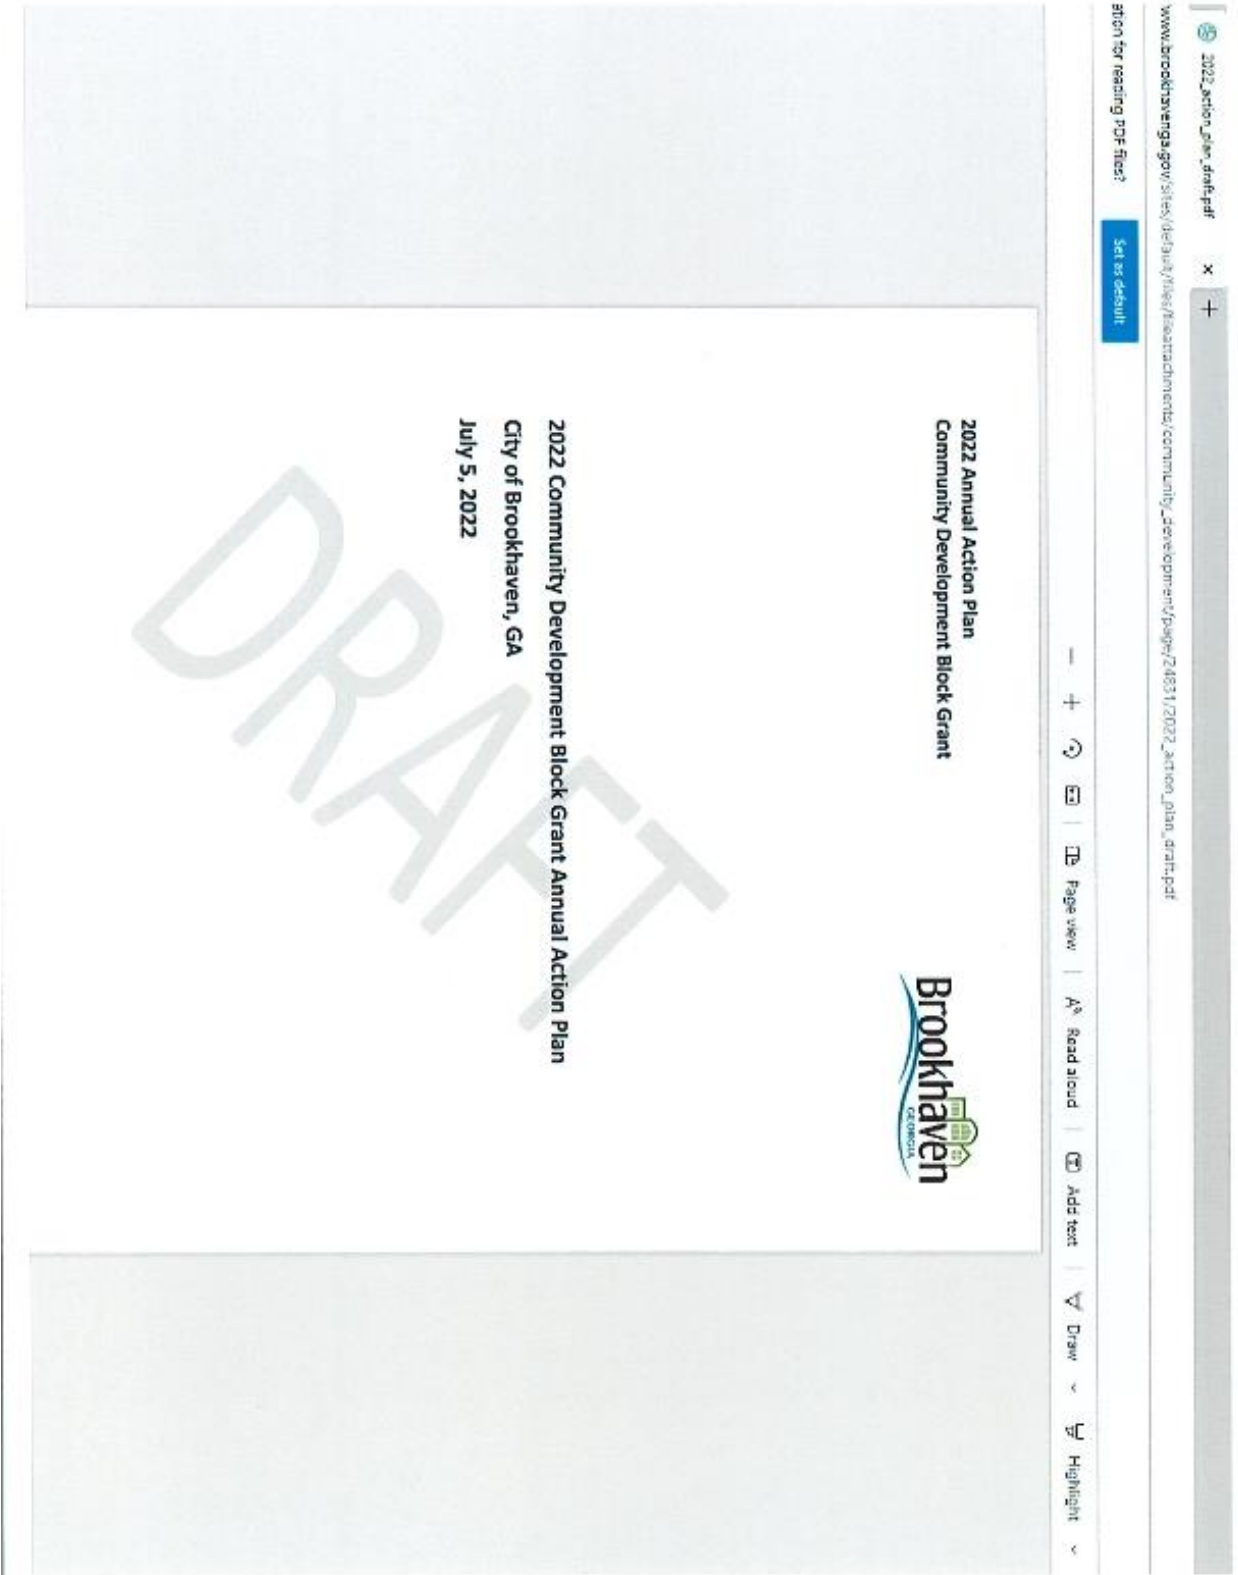 2022_action_plan_draft.pdf
www.brookhavenga.gov/sites/default/files/fileattachments/community_development/page/24831/2022_action_plan_draft.pdf
ation for reading PDF files?
Set as default
Page view
Read aloud
Add text
Draw
Highlight
2022 Annual Action Plan
Community Development Block Grant
Brookhaven
GEORGIA
2022 Community Development Block Grant Annual Action Plan
City of Brookhaven, GA
July 5, 2022
DRAFT